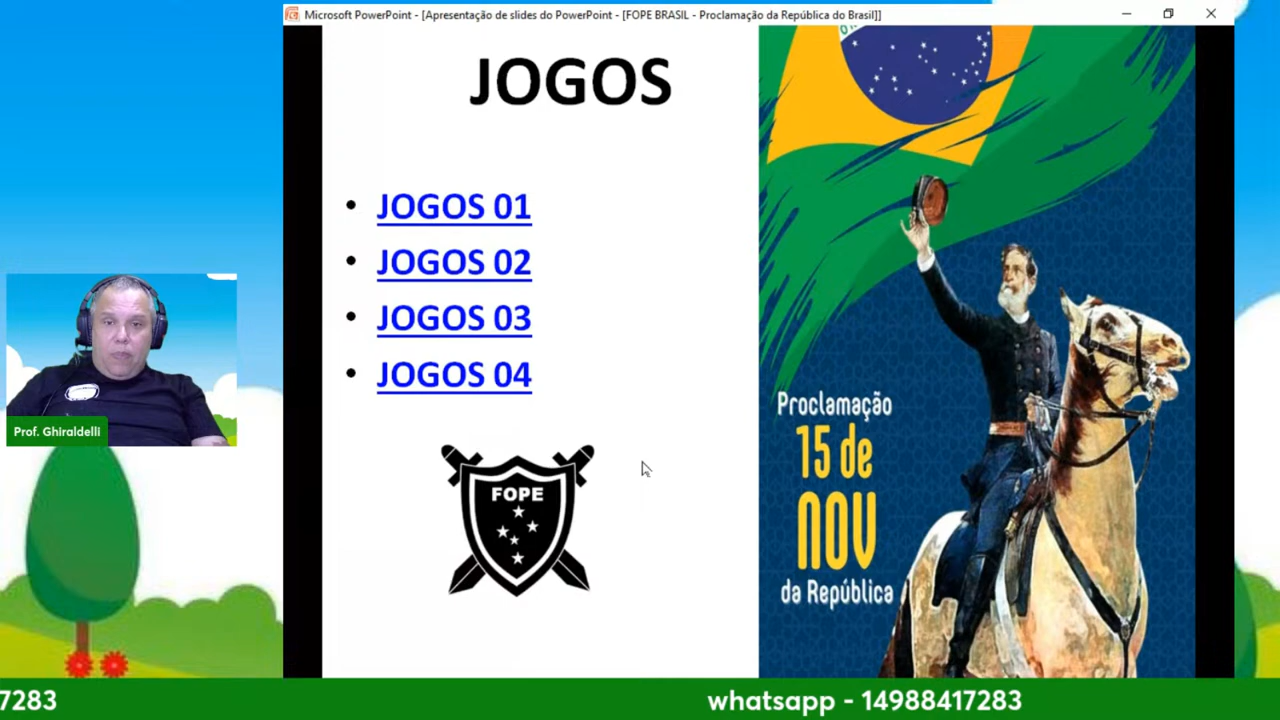 Microsoft PowerPoint - [Apresentação de slides do PowerPoint - [FOPE BRASIL - Proclamação da República do Brasil]]
JOGOS
• JOGOS 01
• JOGOS 02
• JOGOS 03
• JOGOS 04
FOPE
Proclamação
15 de
NOV
da República
Prof. Ghiraldelli
7283
whatsapp - 14988417283